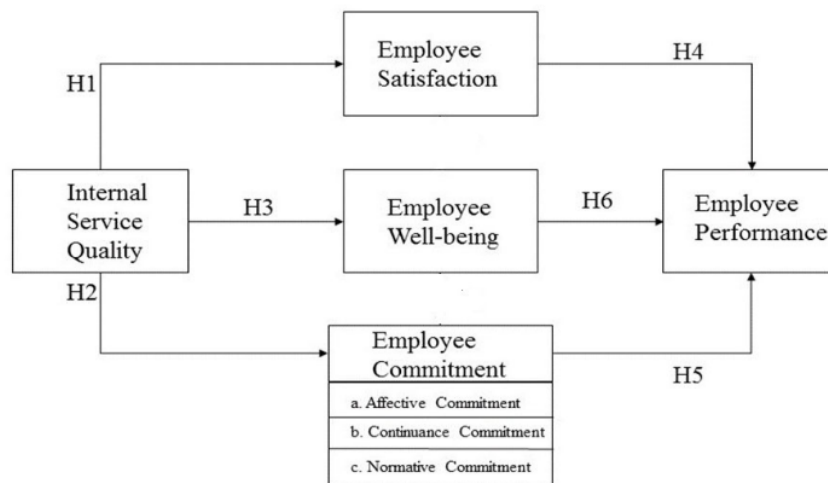 Employee
Satisfaction
H4
H1
Internal
Service
Quality
H3
Employee
Well-being
H6
Employee
Performance
H2
Employee
Commitment
H5
a. Affective Commitment
b. Continuance Commitment
c. Normative Commitment